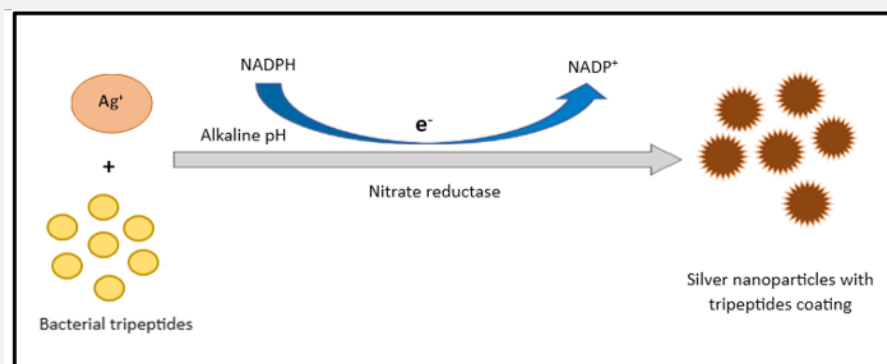 NADPH
NADP⁺
Ag⁺
e⁻
Alkaline pH
+
Nitrate reductase
Silver nanoparticles with
tripeptides coating
Bacterial tripeptides